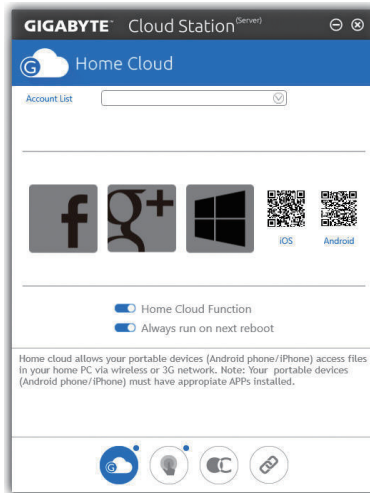 GIGABYTE™ Cloud Station (Server)
G Home Cloud
Account List
f g+
iOS Android
Home Cloud Function
Always run on next reboot
Home cloud allows your portable devices (Android phone/iPhone) access files
in your home PC via wireless or 3G network. Note: Your portable devices
(Android phone/iPhone) must have appropiate APPs installed.
G